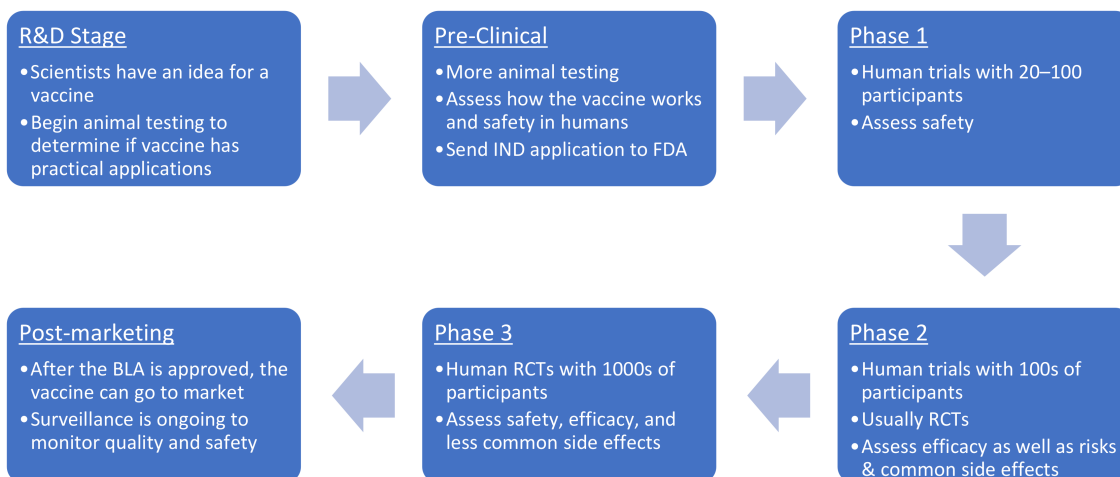 R&D Stage
•Scientists have an idea for a
vaccine
•Begin animal testing to
determine if vaccine has
practical applications
Pre-Clinical
•More animal testing
•Assess how the vaccine works
and safety in humans
•Send IND application to FDA
Phase 1
•Human trials with 20–100
participants
•Assess safety
Phase 2
•Human trials with 100s of
participants
•Usually RCTs
•Assess efficacy as well as risks
& common side effects
Phase 3
•Human RCTs with 1000s of
participants
•Assess safety, efficacy, and
less common side effects
Post-marketing
•After the BLA is approved, the
vaccine can go to market
•Surveillance is ongoing to
monitor quality and safety